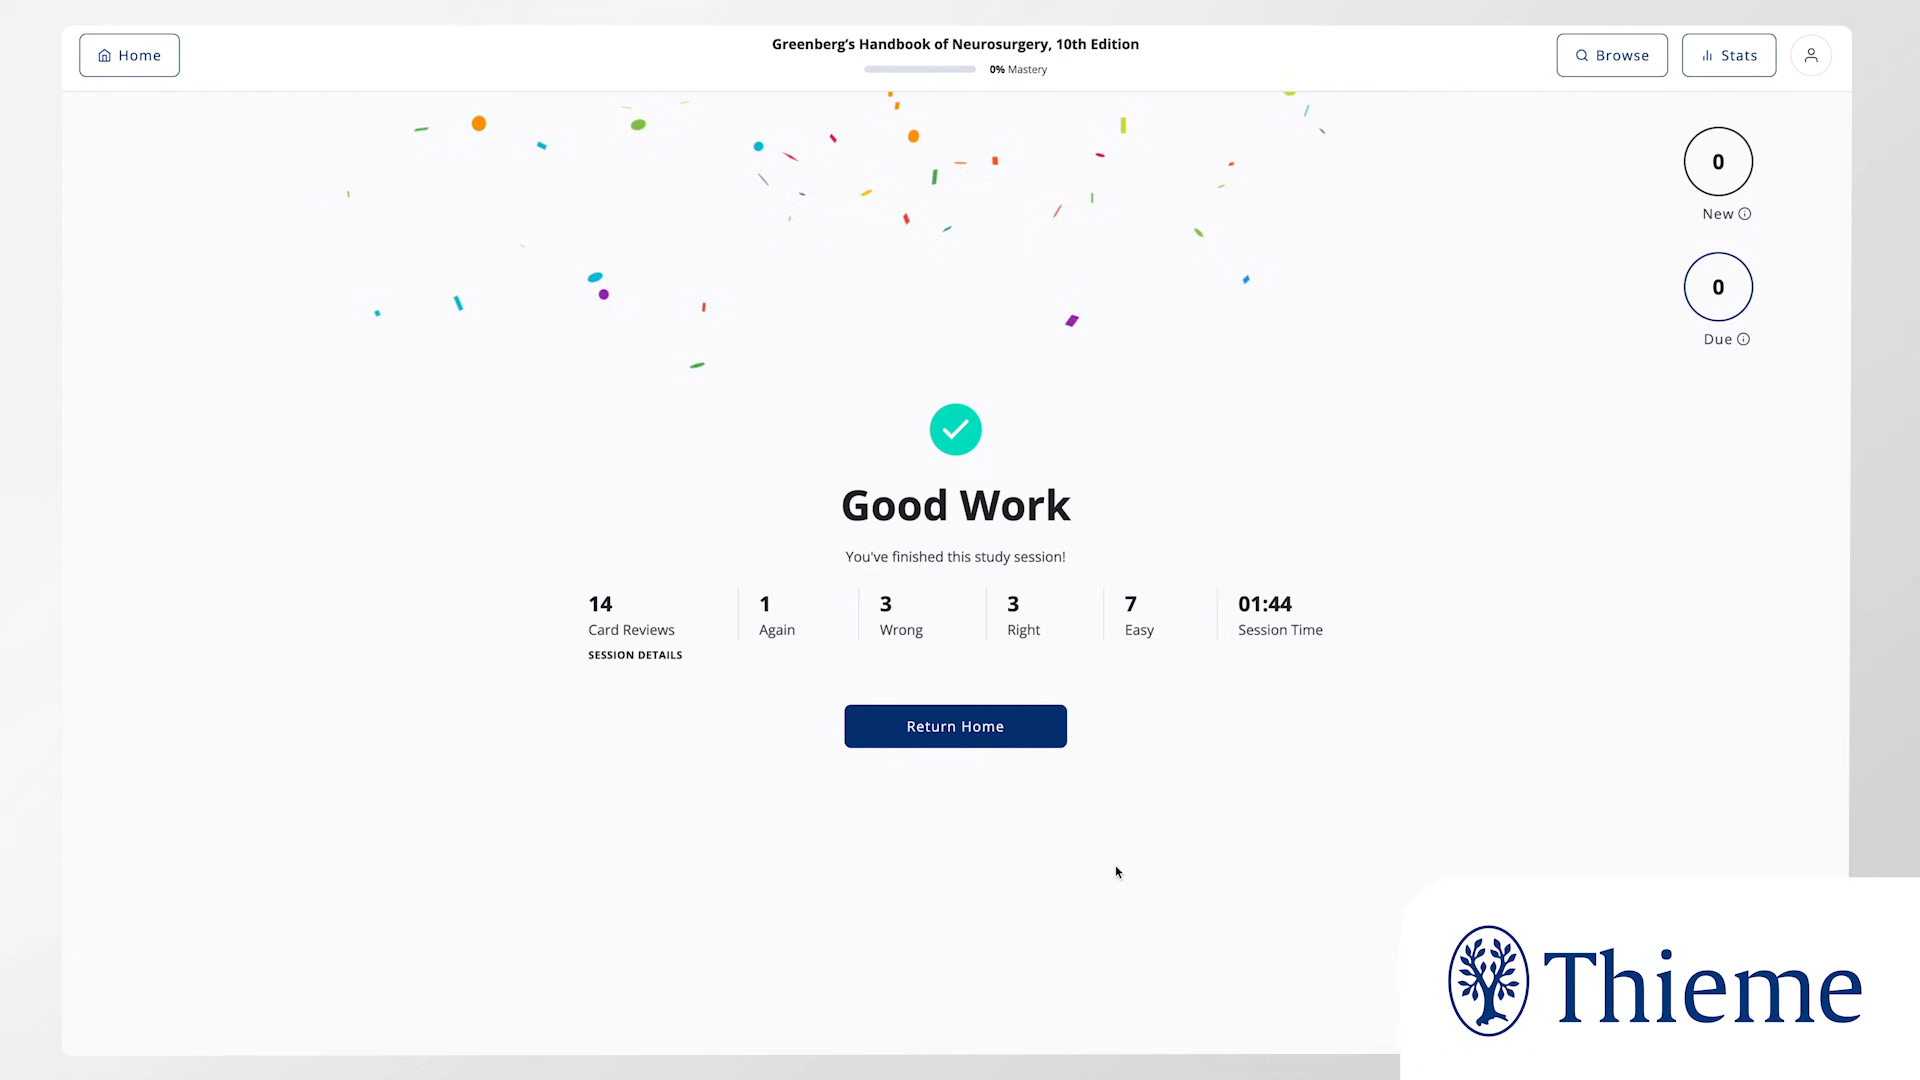 Home
Greenberg’s Handbook of Neurosurgery, 10th Edition
0% Mastery
Browse
Stats
0
New
0
Due
Good Work
You've finished this study session!
14
Card Reviews
SESSION DETAILS
1
Again
3
Wrong
3
Right
7
Easy
01:44
Session Time
Return Home
Thieme